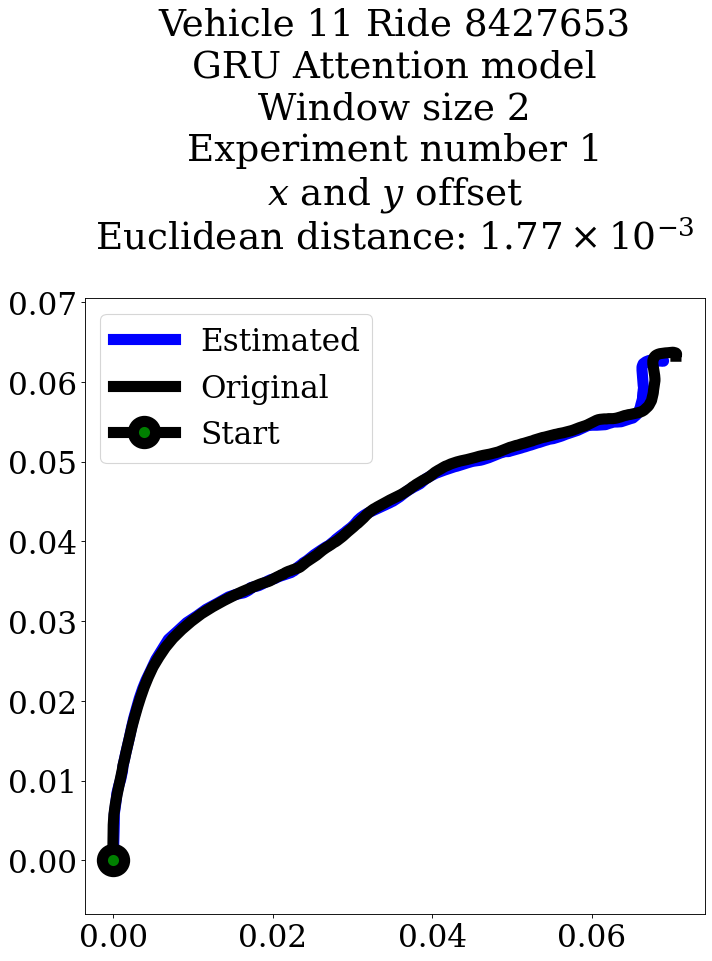 Vehicle 11 Ride 8427653
GRU Attention model
Window size 2
Experiment number 1
x and y offset
Euclidean distance: 1.77 × 10⁻³
0.07
0.06
0.05
0.04
0.03
0.02
0.01
0.00
Estimated
Original
Start
0.00 0.02 0.04 0.06